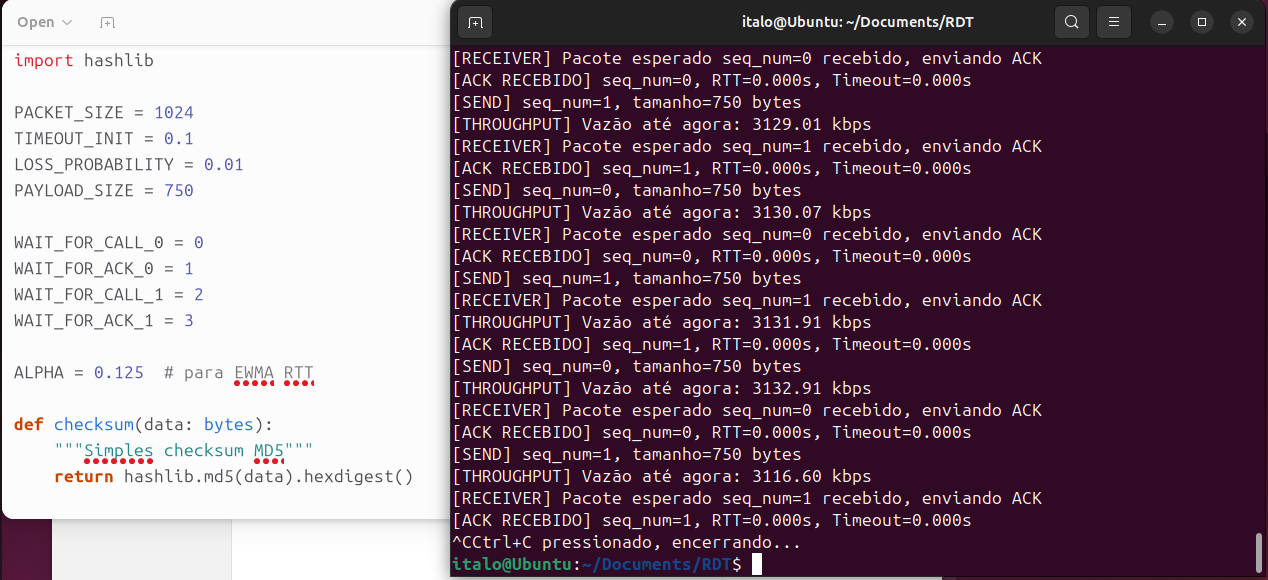 Open
import hashlib
PACKET_SIZE = 1024
TIMEOUT_INIT = 0.1
LOSS_PROBABILITY = 0.01
PAYLOAD_SIZE = 750
WAIT_FOR_CALL_0 = 0
WAIT_FOR_ACK_0 = 1
WAIT_FOR_CALL_1 = 2
WAIT_FOR_ACK_1 = 3
ALPHA = 0.125  # para EWMA RTT
def checksum(data: bytes):
    """Simples checksum MD5"""
    return hashlib.md5(data).hexdigest()
italo@Ubuntu: ~/Documents/RDT
[RECEIVER] Pacote esperado seq_num=0 recebido, enviando ACK
[ACK RECEBIDO] seq_num=0, RTT=0.000s, Timeout=0.000s
[SEND] seq_num=1, tamanho=750 bytes
[THROUGHPUT] Vazão até agora: 3129.01 kbps
[RECEIVER] Pacote esperado seq_num=1 recebido, enviando ACK
[ACK RECEBIDO] seq_num=1, RTT=0.000s, Timeout=0.000s
[SEND] seq_num=0, tamanho=750 bytes
[THROUGHPUT] Vazão até agora: 3130.07 kbps
[RECEIVER] Pacote esperado seq_num=0 recebido, enviando ACK
[ACK RECEBIDO] seq_num=0, RTT=0.000s, Timeout=0.000s
[SEND] seq_num=1, tamanho=750 bytes
[RECEIVER] Pacote esperado seq_num=1 recebido, enviando ACK
[THROUGHPUT] Vazão até agora: 3131.91 kbps
[ACK RECEBIDO] seq_num=1, RTT=0.000s, Timeout=0.000s
[SEND] seq_num=0, tamanho=750 bytes
[THROUGHPUT] Vazão até agora: 3132.91 kbps
[RECEIVER] Pacote esperado seq_num=0 recebido, enviando ACK
[ACK RECEBIDO] seq_num=0, RTT=0.000s, Timeout=0.000s
[SEND] seq_num=1, tamanho=750 bytes
[THROUGHPUT] Vazão até agora: 3116.60 kbps
[RECEIVER] Pacote esperado seq_num=1 recebido, enviando ACK
[ACK RECEBIDO] seq_num=1, RTT=0.000s, Timeout=0.000s
^CCtrl+C pressionado, encerrando...
italo@Ubuntu:~/Documents/RDT$